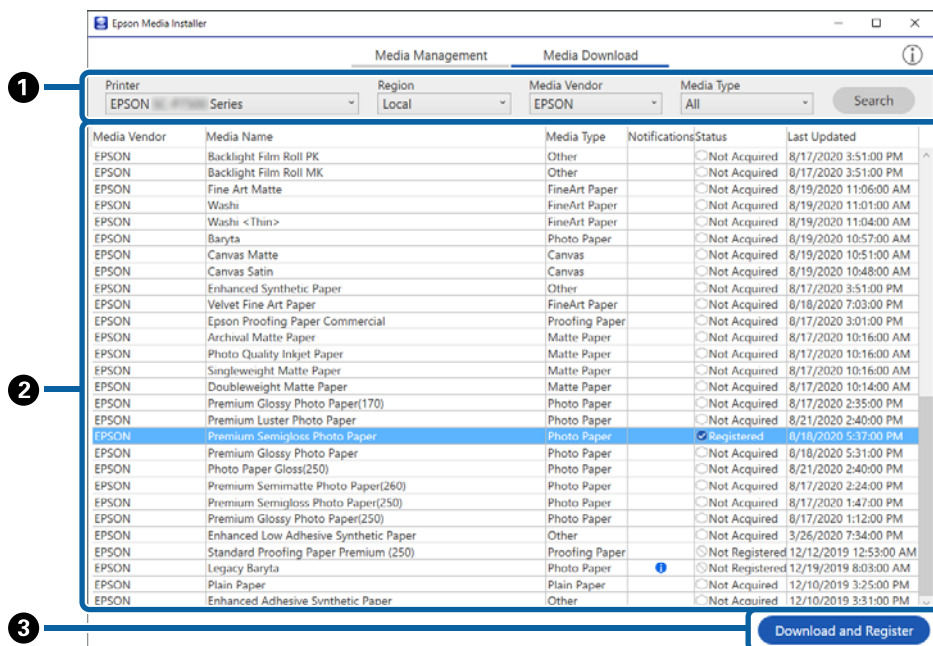 Epson Media Installer
Media Management Media Download
1
Printer Region Media Vendor Media Type
EPSON Series Local EPSON All Search
2
Media Vendor Media Name Media Type Notifications Status Last Updated
EPSON Backlight Film Roll PK Other Not Acquired 8/17/2020 3:51:00 PM
EPSON Backlight Film Roll MK Other Not Acquired 8/17/2020 3:51:00 PM
EPSON Fine Art Matte FineArt Paper Not Acquired 8/19/2020 11:06:00 AM
EPSON Washi FineArt Paper Not Acquired 8/19/2020 11:01:00 AM
EPSON Washi <Thin> FineArt Paper Not Acquired 8/19/2020 11:04:00 AM
EPSON Baryta Photo Paper Not Acquired 8/19/2020 10:57:00 AM
EPSON Canvas Matte Canvas Not Acquired 8/19/2020 10:51:00 AM
EPSON Canvas Satin Canvas Not Acquired 8/19/2020 10:48:00 AM
EPSON Enhanced Synthetic Paper Other Not Acquired 8/17/2020 3:51:00 PM
EPSON Velvet Fine Art Paper FineArt Paper Not Acquired 8/18/2020 7:03:00 PM
EPSON Epson Proofing Paper Commercial Proofing Paper Not Acquired 8/17/2020 3:01:00 PM
EPSON Archival Matte Paper Matte Paper Not Acquired 8/17/2020 10:16:00 AM
EPSON Photo Quality Inkjet Paper Matte Paper Not Acquired 8/17/2020 10:16:00 AM
EPSON Singleweight Matte Paper Matte Paper Not Acquired 8/17/2020 10:16:00 AM
EPSON Doubleweight Matte Paper Matte Paper Not Acquired 8/17/2020 10:14:00 AM
EPSON Premium Glossy Photo Paper(170) Photo Paper Not Acquired 8/17/2020 2:35:00 PM
EPSON Premium Luster Photo Paper Photo Paper Not Acquired 8/21/2020 2:40:00 PM
EPSON Premium Semigloss Photo Paper Photo Paper Registered 8/18/2020 5:37:00 PM
EPSON Premium Glossy Photo Paper Photo Paper Not Acquired 8/18/2020 5:31:00 PM
EPSON Photo Paper Gloss(250) Photo Paper Not Acquired 8/21/2020 2:40:00 PM
EPSON Premium Semimatte Photo Paper(260) Photo Paper Not Acquired 8/17/2020 2:24:00 PM
EPSON Premium Semigloss Photo Paper(250) Photo Paper Not Acquired 8/17/2020 1:47:00 PM
EPSON Premium Glossy Photo Paper(250) Photo Paper Not Acquired 8/17/2020 1:12:00 PM
EPSON Enhanced Low Adhesive Synthetic Paper Other Not Acquired 3/26/2020 7:34:00 PM
EPSON Standard Proofing Paper Premium (250) Proofing Paper Not Registered 12/12/2019 12:53:00 AM
EPSON Legacy Baryta Photo Paper Not Registered 12/19/2019 8:03:00 AM
EPSON Plain Paper Plain Paper Not Acquired 12/10/2019 3:25:00 PM
EPSON Enhanced Adhesive Synthetic Paper Other Not Acquired 12/10/2019 3:31:00 PM
3
Download and Register